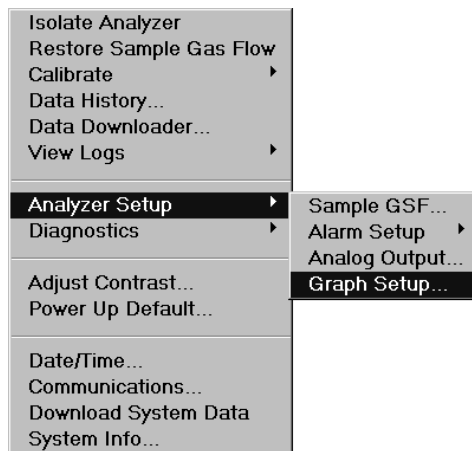 Isolate Analyzer
Restore Sample Gas Flow
Calibrate
Data History...
Data Downloader...
View Logs
Analyzer Setup
Diagnostics
Adjust Contrast...
Power Up Default...
Date/Time...
Communications...
Download System Data
System Info...
Sample GSF...
Alarm Setup
Analog Output...
Graph Setup...